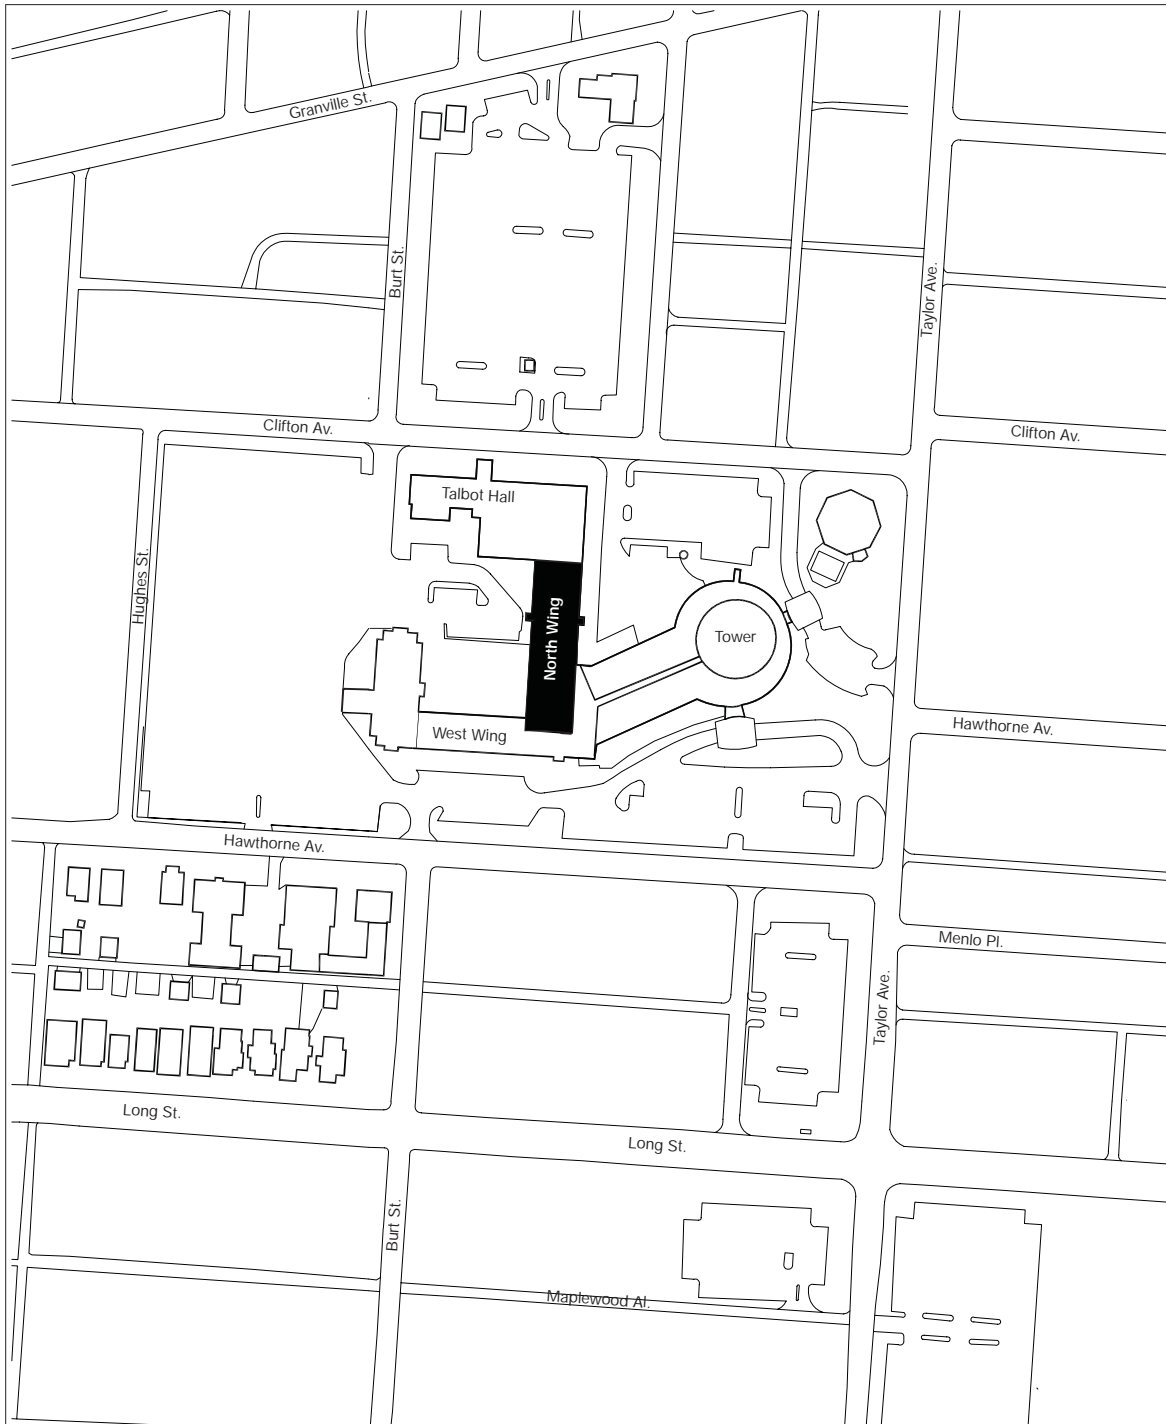 Granville St.
Burt St.
Taylor Ave.
Clifton Av.
Clifton Av.
Talbot Hall
Hughes St.
North Wing
Tower
West Wing
Hawthorne Av.
Hawthorne Av.
Menlo Pl.
Taylor Ave.
Long St.
Long St.
Burt St.
Maplewood Al.